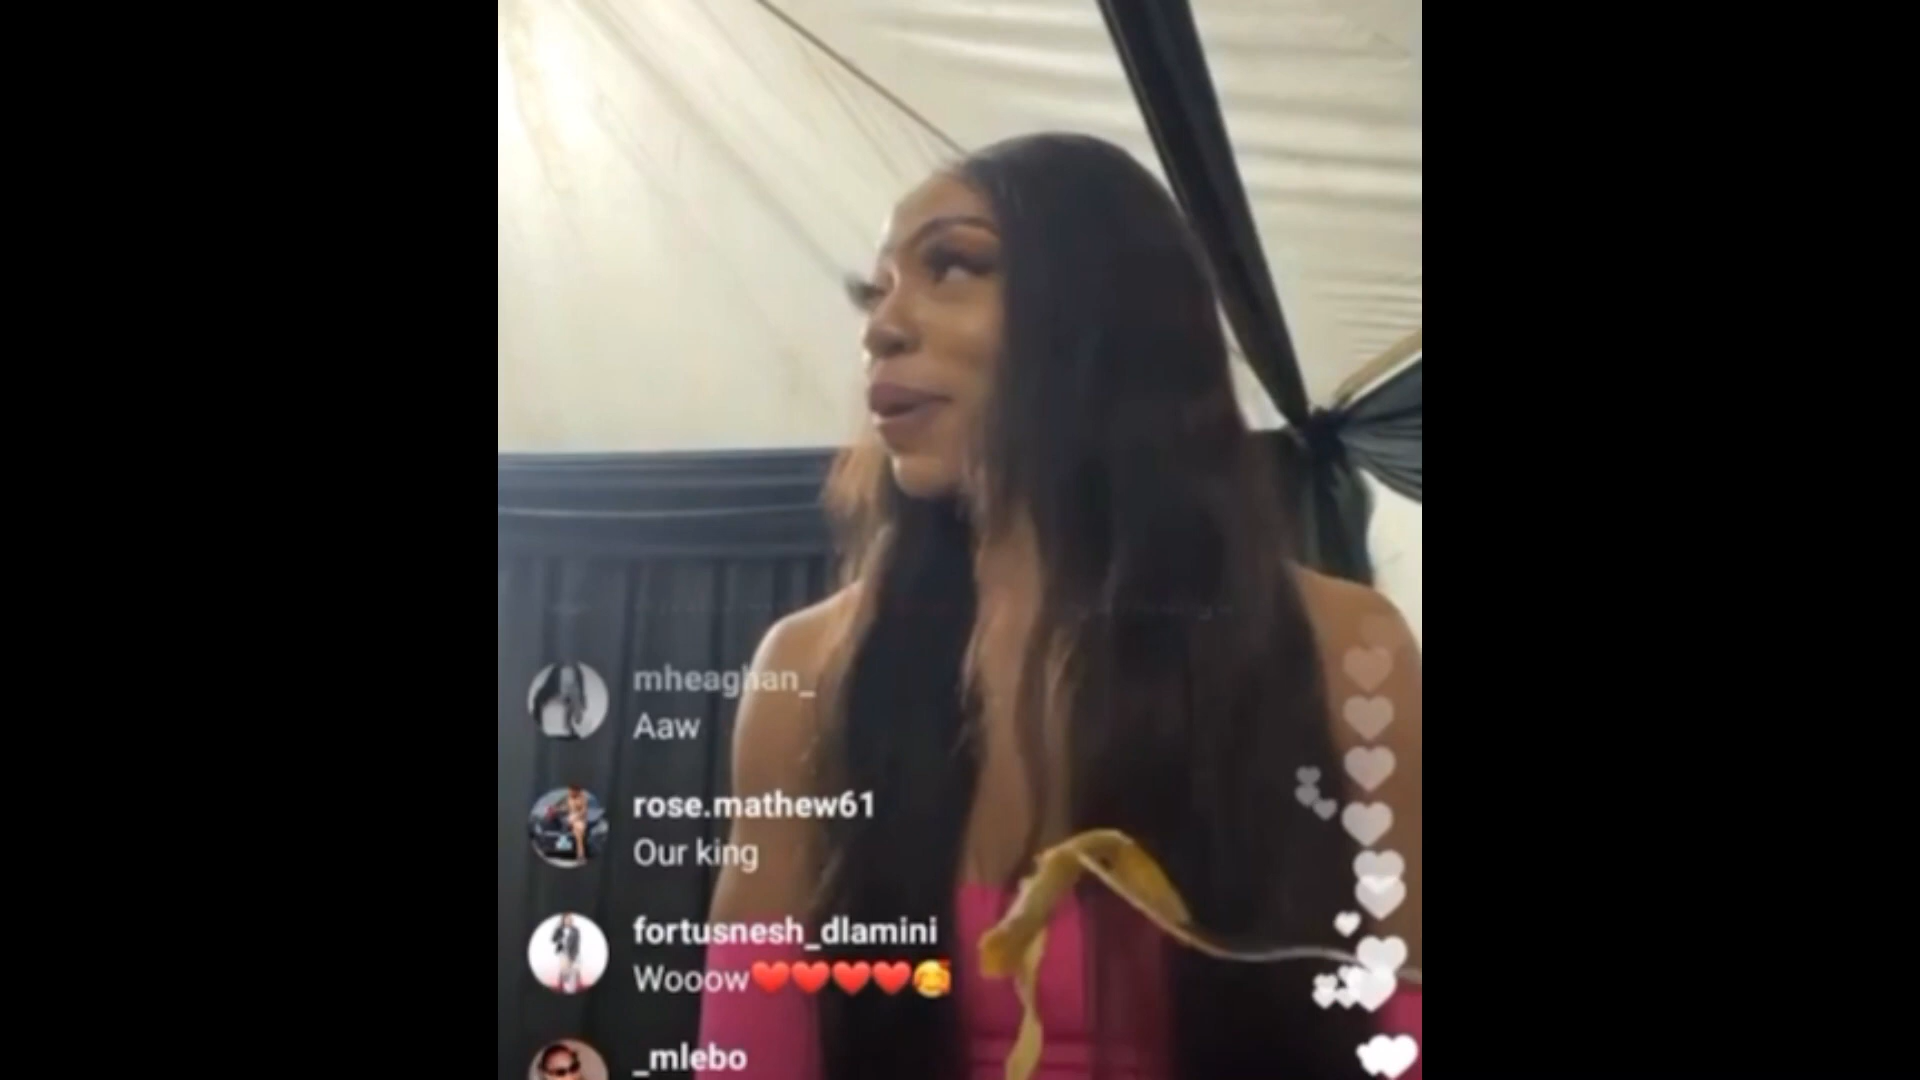 mheaghan_
Aaw
rose.mathew61
Our king
fortusnesh_dlamini
Wooow❤️❤️❤️❤️🥰
_mlebo